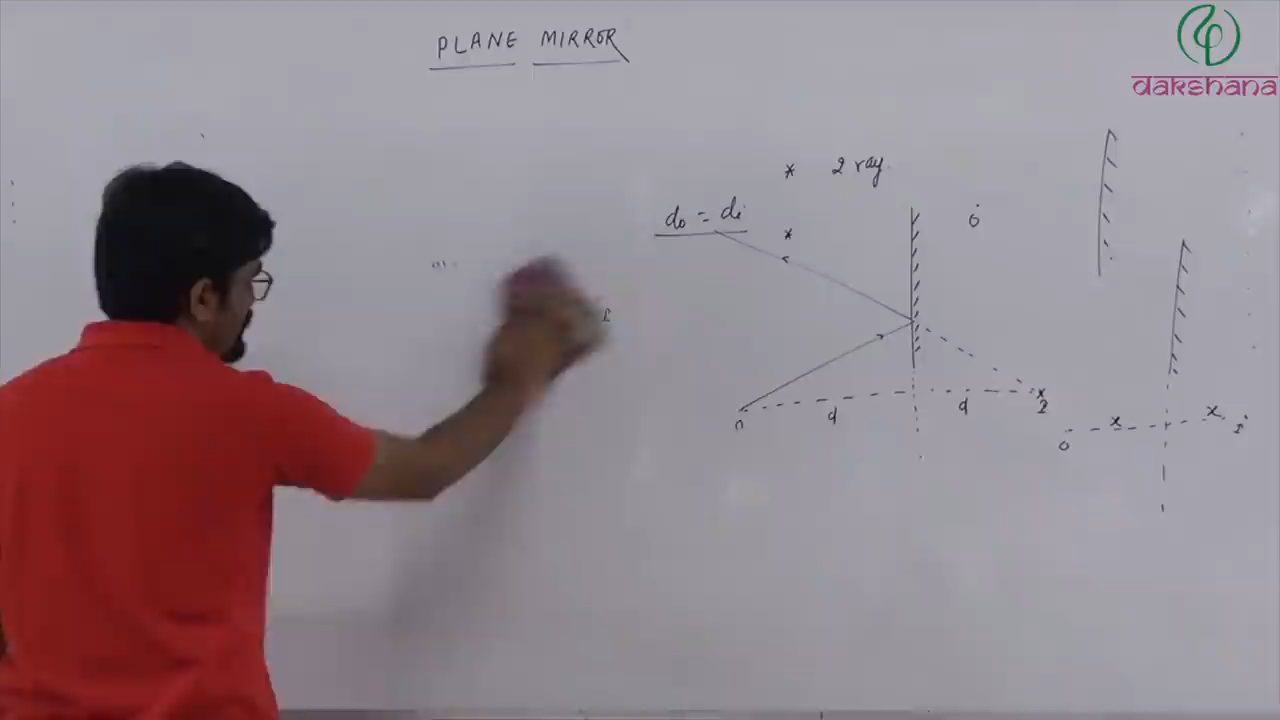 PLANE MIRROR
dakshana
* 2 ray
do = di
*
o
d
d
x
x
o